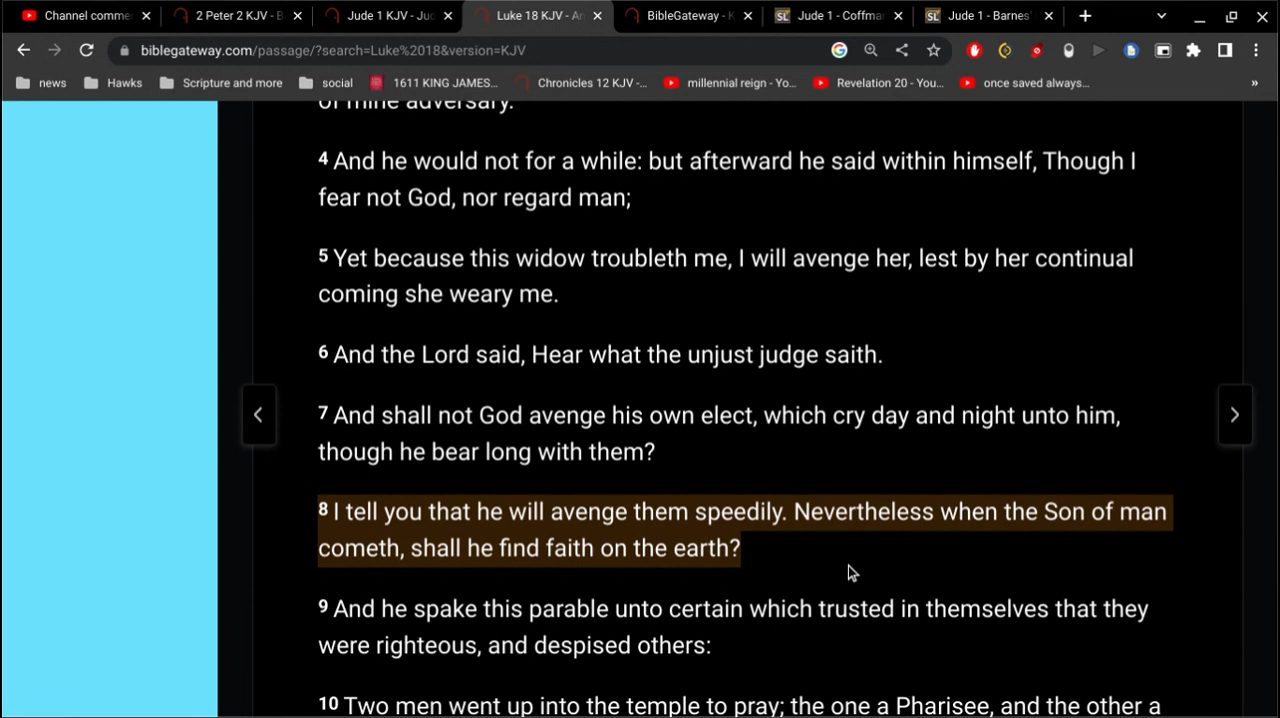 Channel comme
2 Peter 2 KJV - B
Jude 1 KJV - Jud
Luke 18 KJV - An
BibleGateway - K
SL Jude 1 - Coffma
SL Jude 1 - Barnes'
biblegateway.com/passage/?search=Luke%2018&version=KJV
news
Hawks
Scripture and more
social
1611 KING JAMES...
Chronicles 12 KJV -...
millennial reign - Yo...
Revelation 20 - You...
once saved always...
»
of mine adversary.
4 And he would not for a while: but afterward he said within himself, Though I
fear not God, nor regard man;
5 Yet because this widow troubleth me, I will avenge her, lest by her continual
coming she weary me.
6 And the Lord said, Hear what the unjust judge saith.
7 And shall not God avenge his own elect, which cry day and night unto him,
though he bear long with them?
8 I tell you that he will avenge them speedily. Nevertheless when the Son of man
cometh, shall he find faith on the earth?
9 And he spake this parable unto certain which trusted in themselves that they
were righteous, and despised others:
10 Two men went up into the temple to pray; the one a Pharisee, and the other a